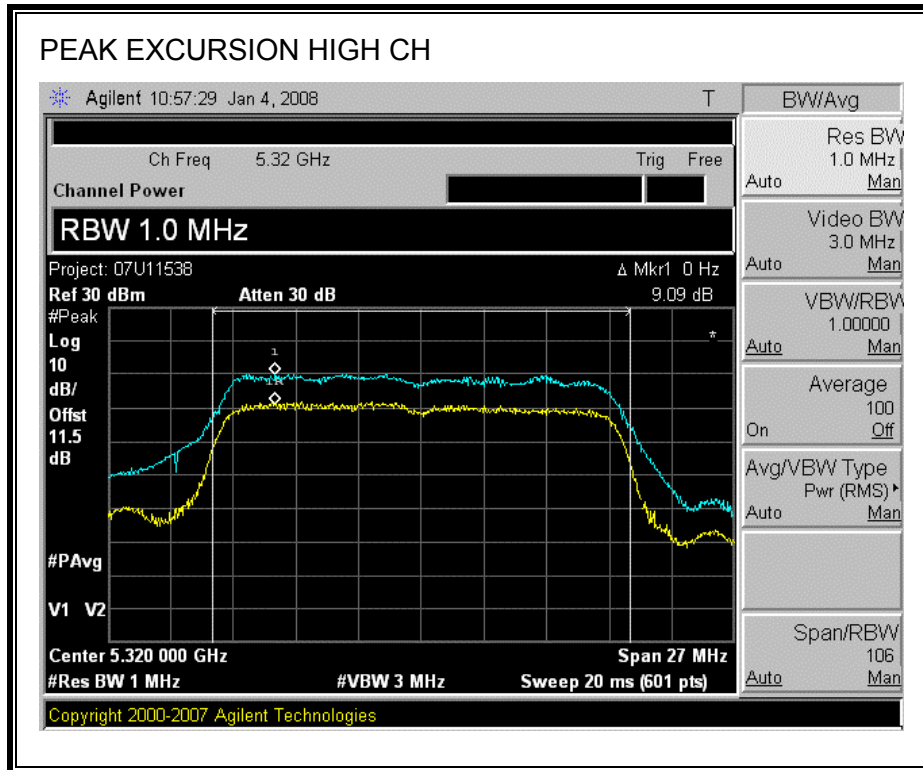 PEAK EXCURSION HIGH CH
Agilent 10:57:29 Jan 4, 2008 T
BW/Avg
Ch Freq 5.32 GHz Trig Free
Channel Power
RBW 1.0 MHz
Project: 07U11538 Δ Mkr1 0 Hz
Ref 30 dBm Atten 30 dB 9.09 dB
#Peak
Log
10
dB/
Offst
11.5
dB
1
1R
*
#PAvg
V1 V2
Center 5.320 000 GHz Span 27 MHz
#Res BW 1 MHz #VBW 3 MHz Sweep 20 ms (601 pts)
Copyright 2000-2007 Agilent Technologies
Res BW
1.0 MHz
Auto Man
Video BW
3.0 MHz
Auto Man
VBW/RBW
1.00000
Auto Man
Average
100
On Off
Avg/VBW Type
Pwr (RMS)
Auto Man
Span/RBW
106
Auto Man